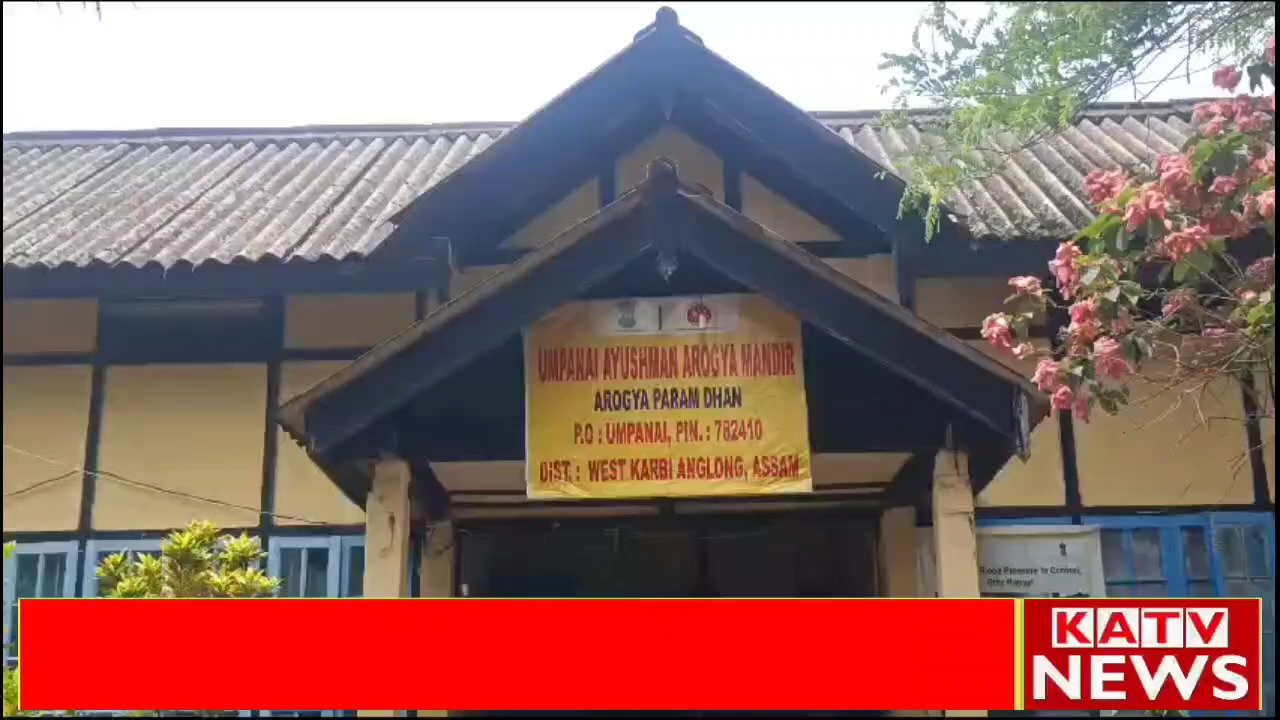 UMPANAI AYUSHMAN AROGYA MANDIR
AROGYA PARAM DHAN
P.O : UMPANAI, PIN. : 782410
DIST. : WEST KARBI ANGLONG, ASSAM
KATV
NEWS